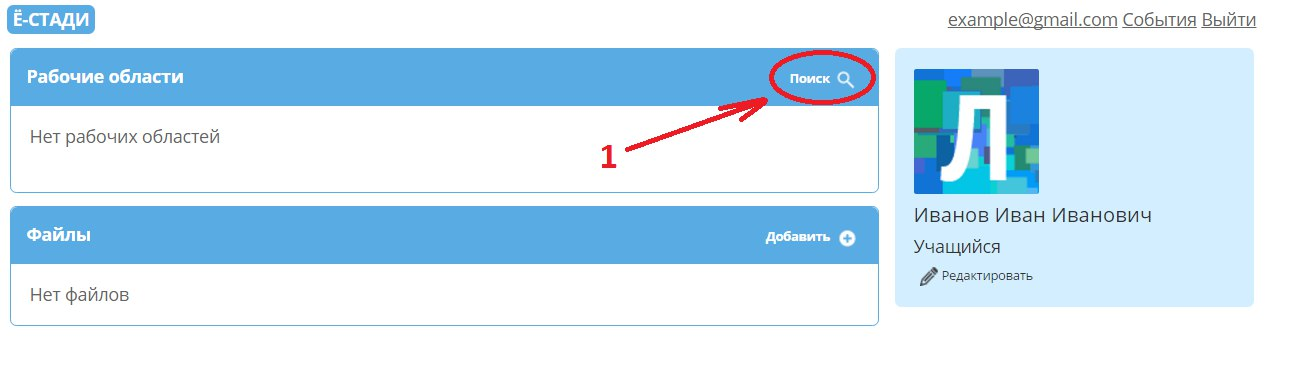 Ё-СТАДИ
example@gmail.com События Выйти
Рабочие области
Поиск
Нет рабочих областей
1
Файлы
Добавить
Нет файлов
Л
Иванов Иван Иванович
Учащийся
Редактировать